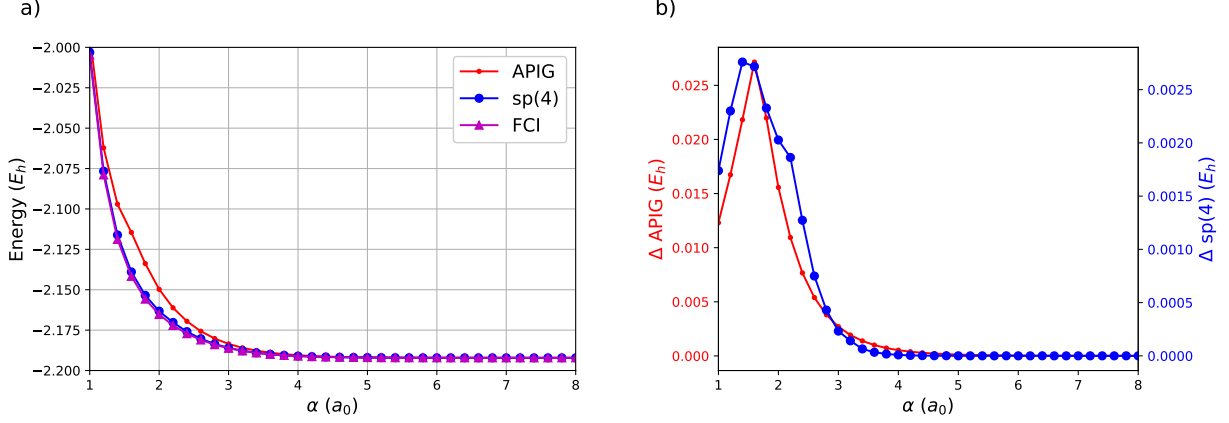 a)
−2.000
−2.025
−2.050
−2.075
−2.100
−2.125
−2.150
−2.175
−2.200
Energy (E_h)
1 2 3 4 5 6 7 8
α (a_0)
APIG
sp(4)
FCI
b)
0.025
0.020
0.015
0.010
0.005
0.000
Δ APIG (E_h)
1 2 3 4 5 6 7 8
α (a_0)
0.0025
0.0020
0.0015
0.0010
0.0005
0.0000
Δ sp(4) (E_h)